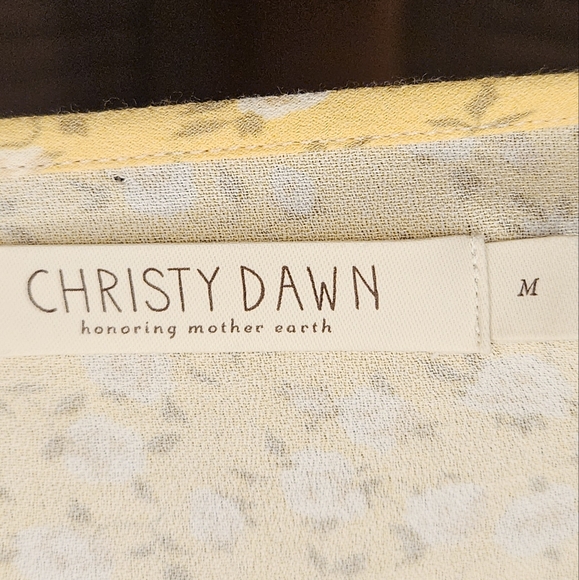 CHRISTY DAWN
honoring mother earth
M